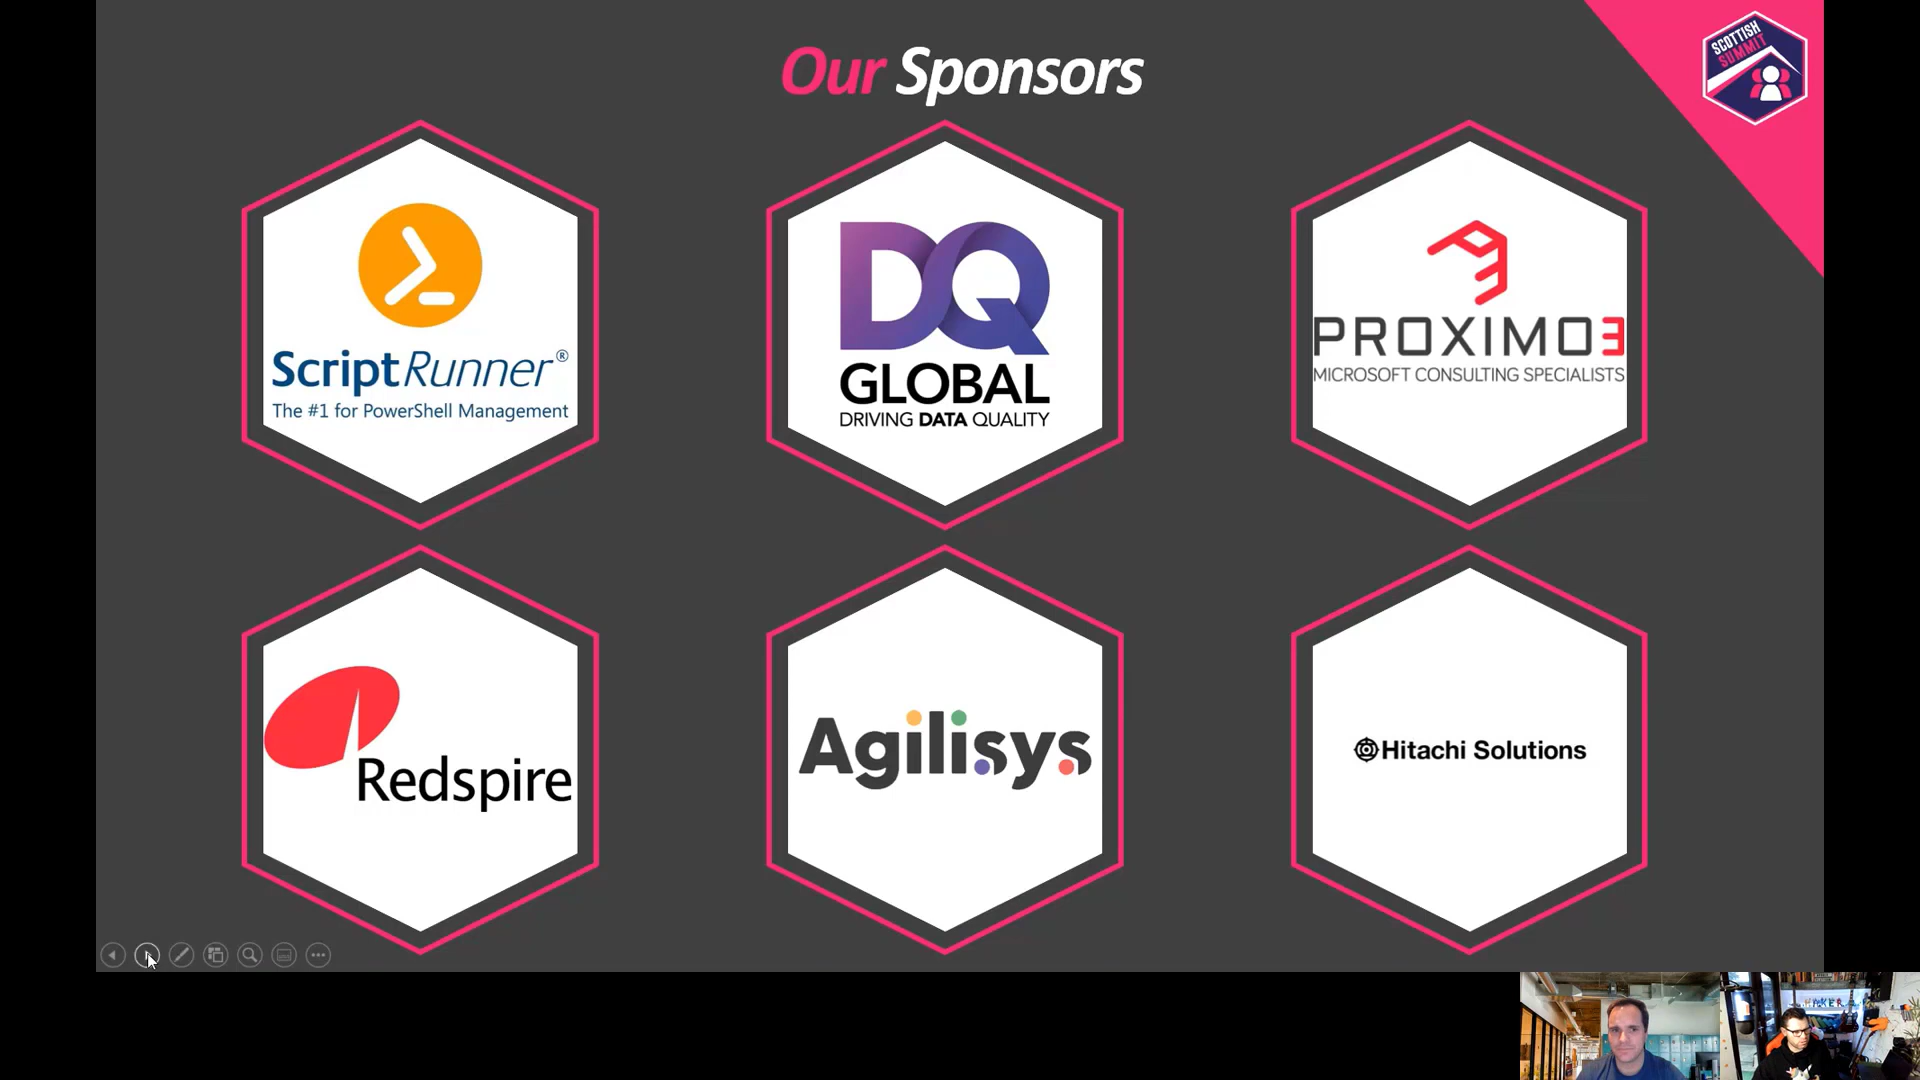 Our Sponsors
SCOTTISH
SUMMIT
ScriptRunner®
The #1 for PowerShell Management
DQ
GLOBAL
DRIVING DATA QUALITY
PROXIMO3
MICROSOFT CONSULTING SPECIALISTS
Redspire
Agilisys
Hitachi Solutions